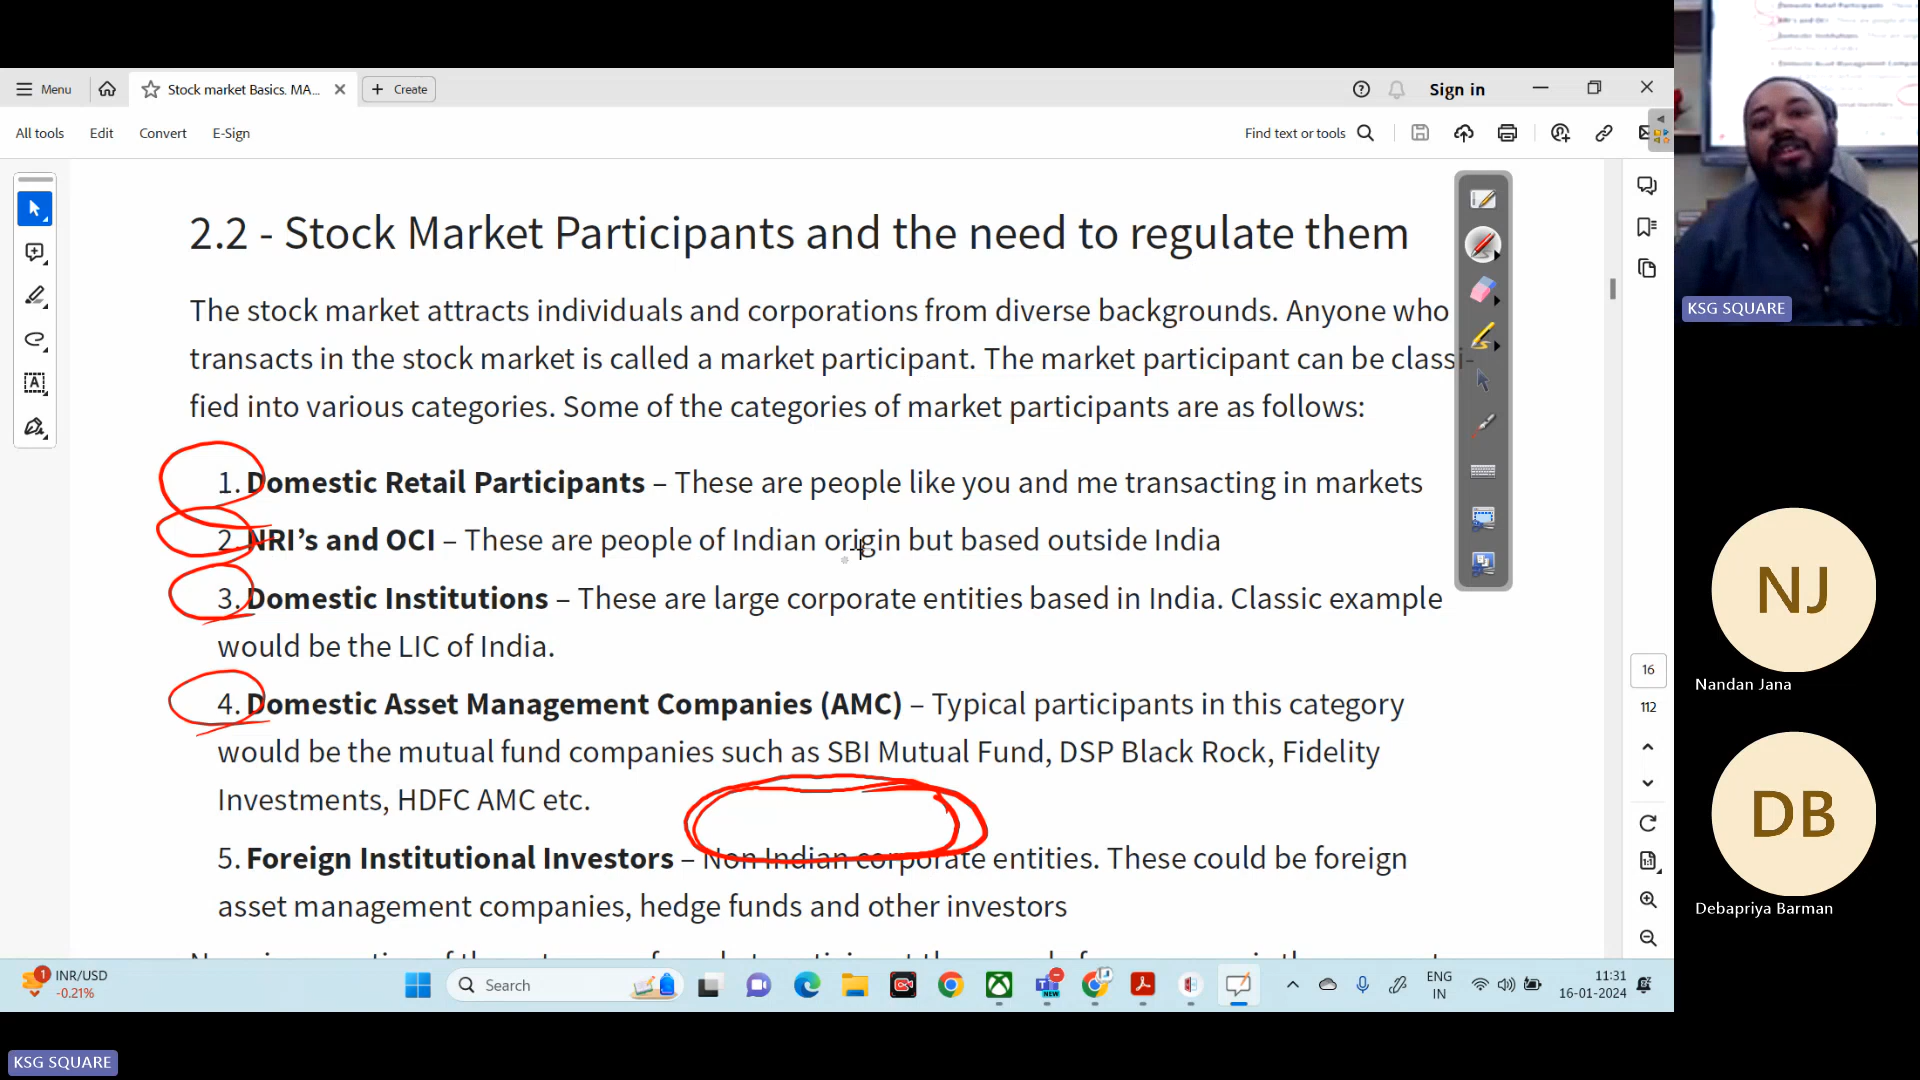 Menu
Stock market Basics. MA...
Create
Sign in
All tools
Edit
Convert
E-Sign
Find text or tools
2.2 - Stock Market Participants and the need to regulate them
The stock market attracts individuals and corporations from diverse backgrounds. Anyone who
transacts in the stock market is called a market participant. The market participant can be classi-
fied into various categories. Some of the categories of market participants are as follows:
1. Domestic Retail Participants – These are people like you and me transacting in markets
2. NRI's and OCI – These are people of Indian origin but based outside India
3. Domestic Institutions – These are large corporate entities based in India. Classic example
would be the LIC of India.
4. Domestic Asset Management Companies (AMC) – Typical participants in this category
would be the mutual fund companies such as SBI Mutual Fund, DSP Black Rock, Fidelity
Investments, HDFC AMC etc.
5. Foreign Institutional Investors – Non Indian corporate entities. These could be foreign
asset management companies, hedge funds and other investors
16
112
KSG SQUARE
NJ
Nandan Jana
DB
Debapriya Barman
1
INR/USD
-0.21%
Search
NEW
ENG
IN
11:31
16-01-2024
KSG SQUARE